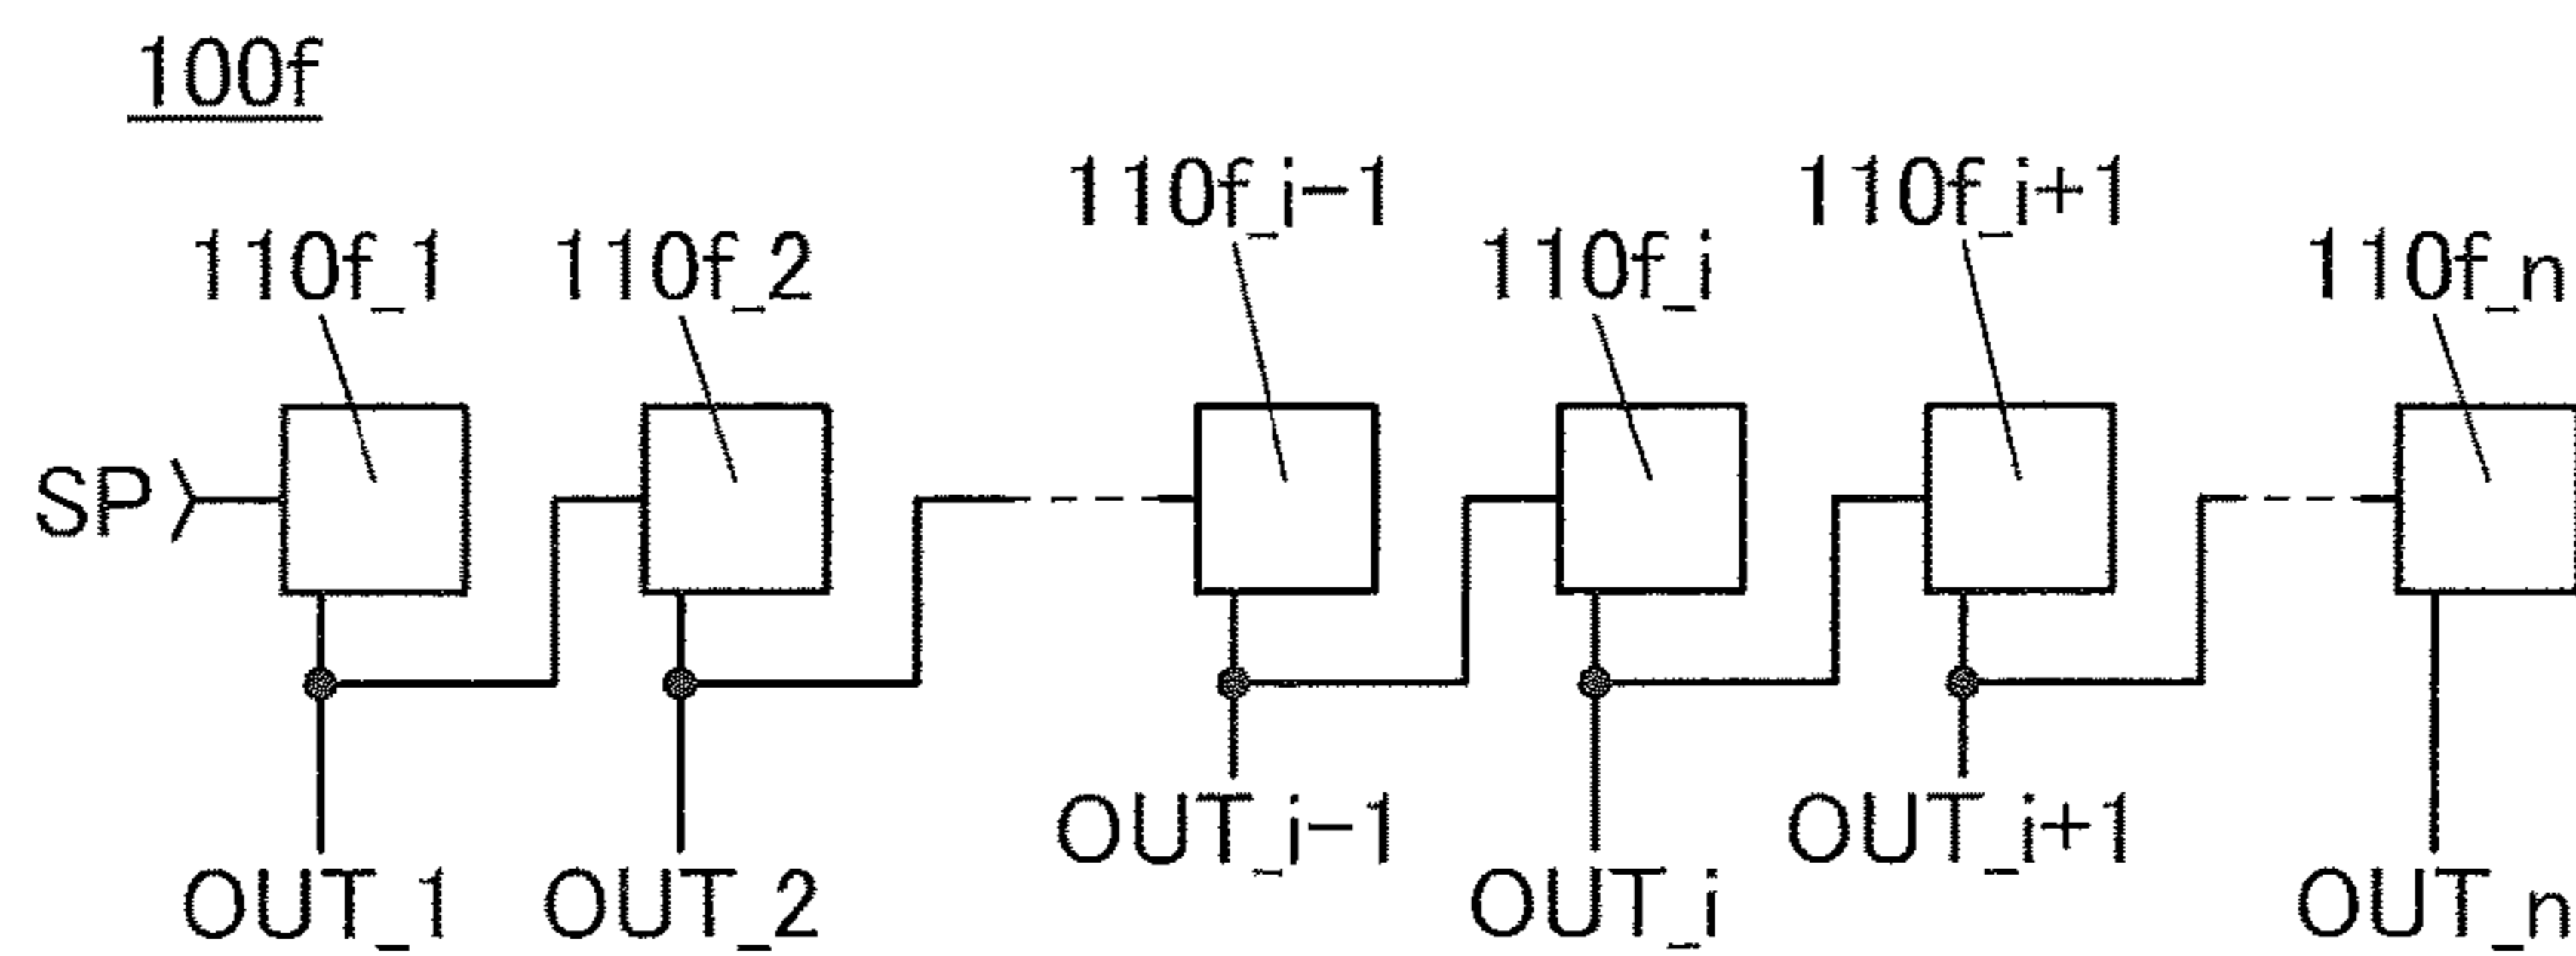 100f
110f_i-1 110f_i+1
110f_1 110f_2 110f_i 110f_n
SP
OUT_i-1 OUT_i+1
OUT_1 OUT_2 OUT_i OUT_n